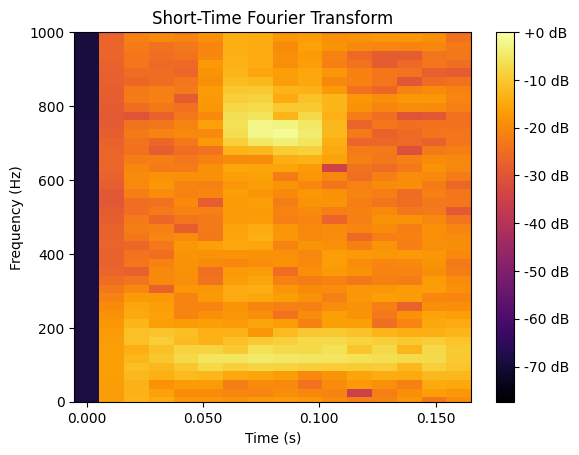 Short-Time Fourier Transform
Frequency (Hz)
1000
800
600
400
200
0
0.000
0.050
0.100
0.150
Time (s)
+0 dB
-10 dB
-20 dB
-30 dB
-40 dB
-50 dB
-60 dB
-70 dB